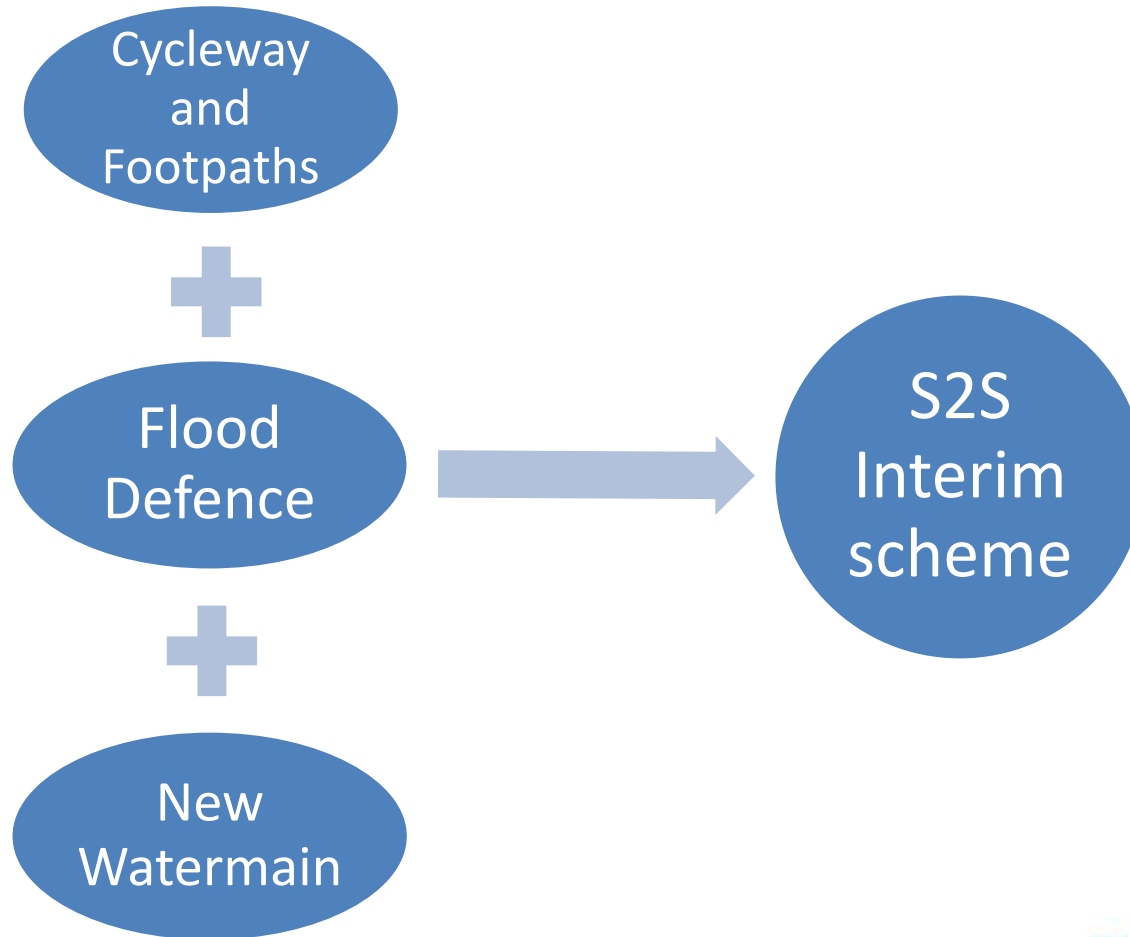 Cycleway
and
Footpaths
Flood
Defence
New
Watermain
S2S
Interim
scheme